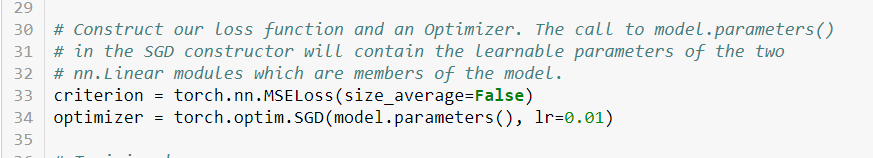 29
30 # Construct our loss function and an Optimizer. The call to model.parameters()
31 # in the SGD constructor will contain the learnable parameters of the two
32 # nn.Linear modules which are members of the model.
33 criterion = torch.nn.MSELoss(size_average=False)
34 optimizer = torch.optim.SGD(model.parameters(), lr=0.01)
35